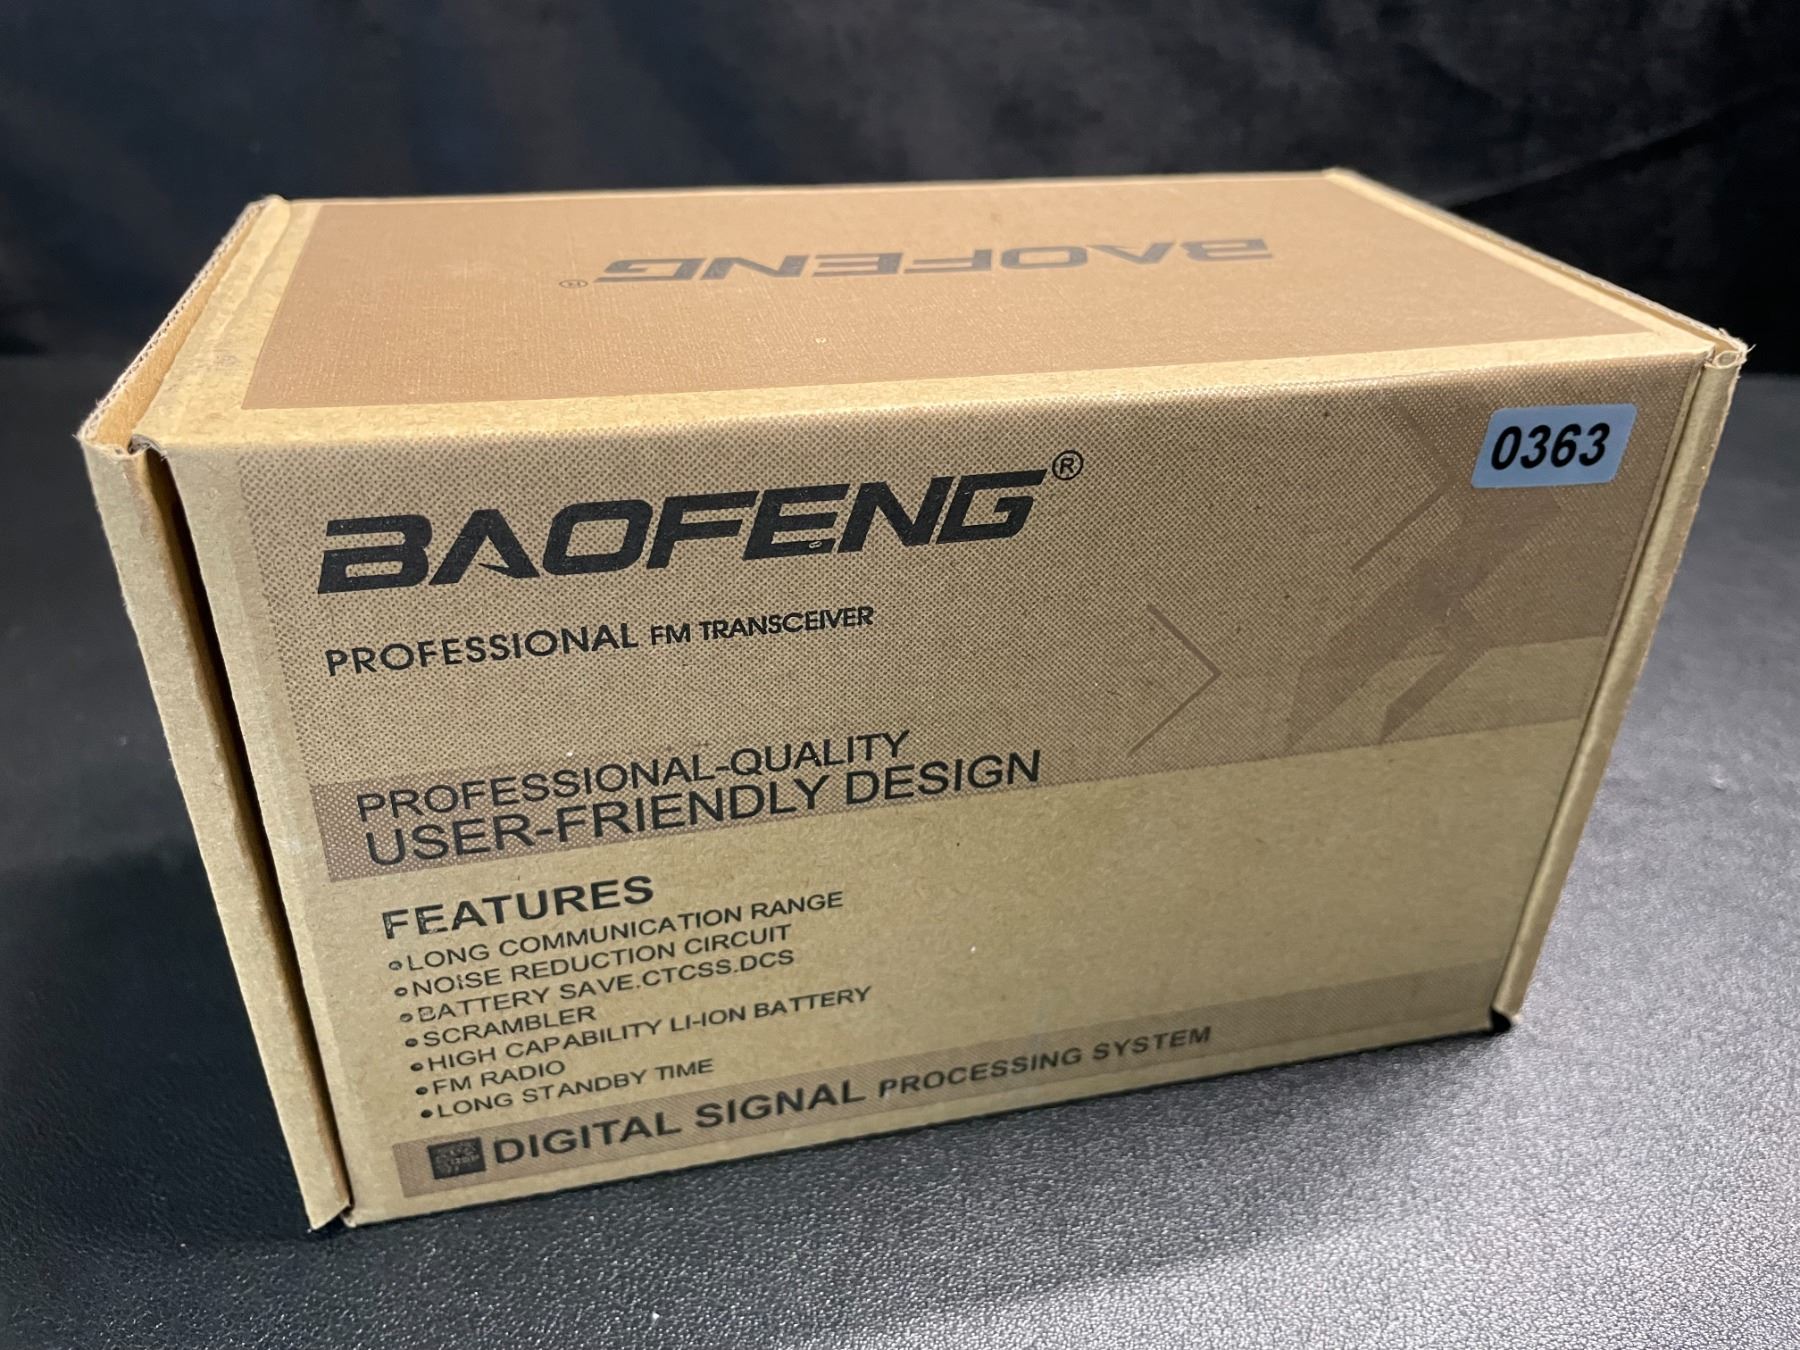 BAOFENG®
0363
BAOFENG®
PROFESSIONAL FM TRANSCEIVER
PROFESSIONAL-QUALITY
USER-FRIENDLY DESIGN
FEATURES
•LONG COMMUNICATION RANGE
•NOISE REDUCTION CIRCUIT
•BATTERY SAVE.CTCSS.DCS
•SCRAMBLER
•HIGH CAPABILITY LI-ION BATTERY
•FM RADIO
•LONG STANDBY TIME
DIGITAL SIGNAL PROCESSING SYSTEM